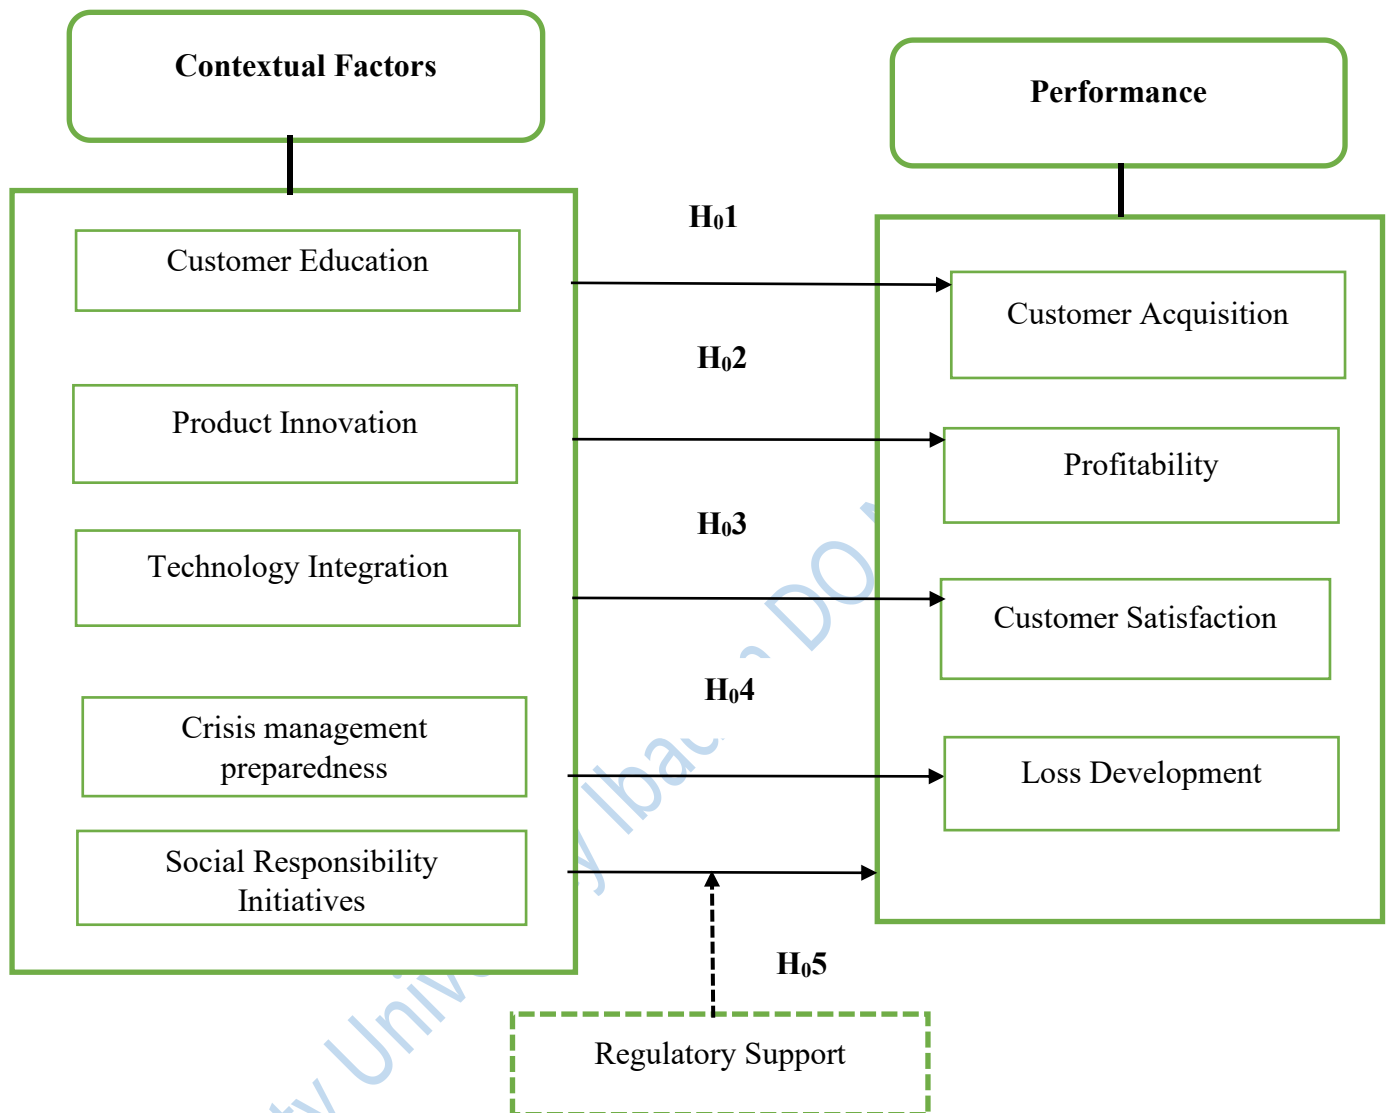 Contextual Factors
Performance
H₀1
Customer Education
Customer Acquisition
H₀2
Product Innovation
Profitability
H₀3
Technology Integration
Customer Satisfaction
H₀4
Crisis management
preparedness
Loss Development
Social Responsibility
Initiatives
H₀5
Regulatory Support
DO